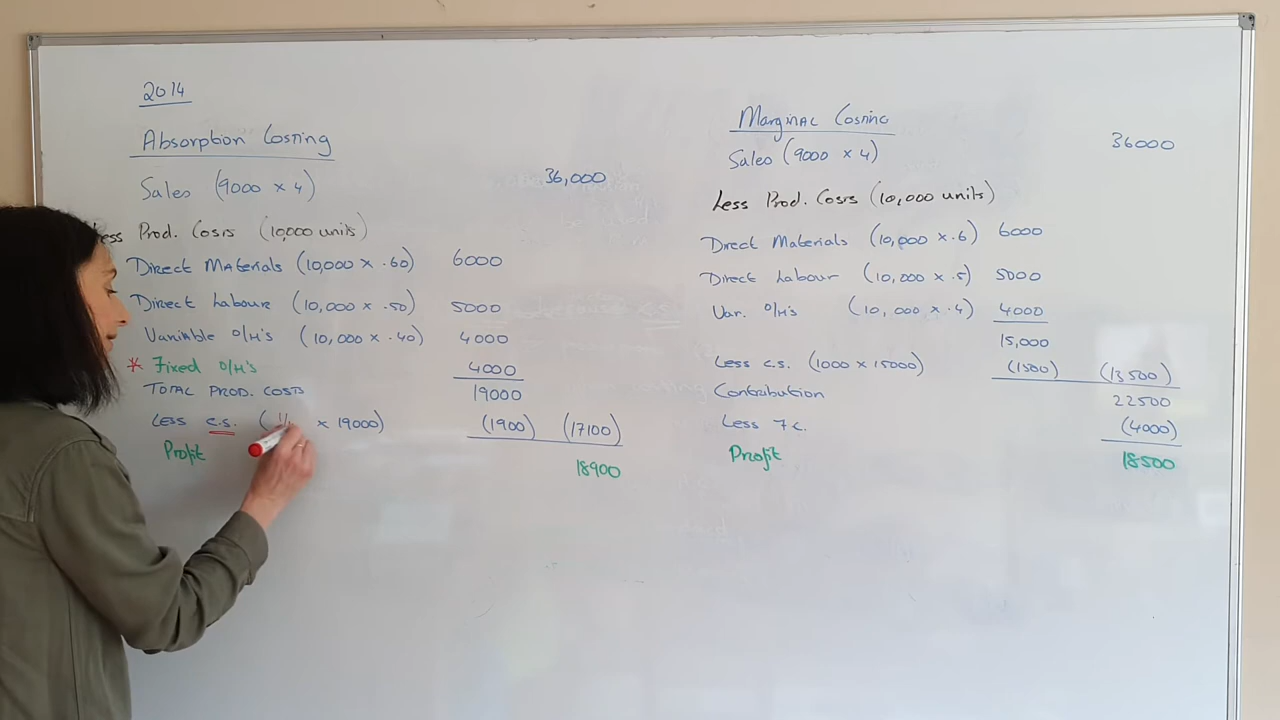 2014
Absorption Costing
Sales (9000 x 4) 36,000
Less Prod. Costs (10,000 units)
Direct Materials (10,000 x .60) 6000
Direct Labour (10,000 x .50) 5000
Variable O/H's (10,000 x .40) 4000
* Fixed O/H's 4000
TOTAL PROD. COSTS 19000
Less C.S. ( x 19000) (1900) (17100)
Profit 18900
Marginal Costing
Sales (9000 x 4) 36000
Less Prod. Costs (10,000 units)
Direct Materials (10,000 x .6) 6000
Direct Labour (10,000 x .5) 5000
Var. O/H's (10,000 x .4) 4000
15,000
Less C.S. (1000 x 15000) (1500) (13500)
Contribution 22500
Less F C. (4000)
Profit 18500